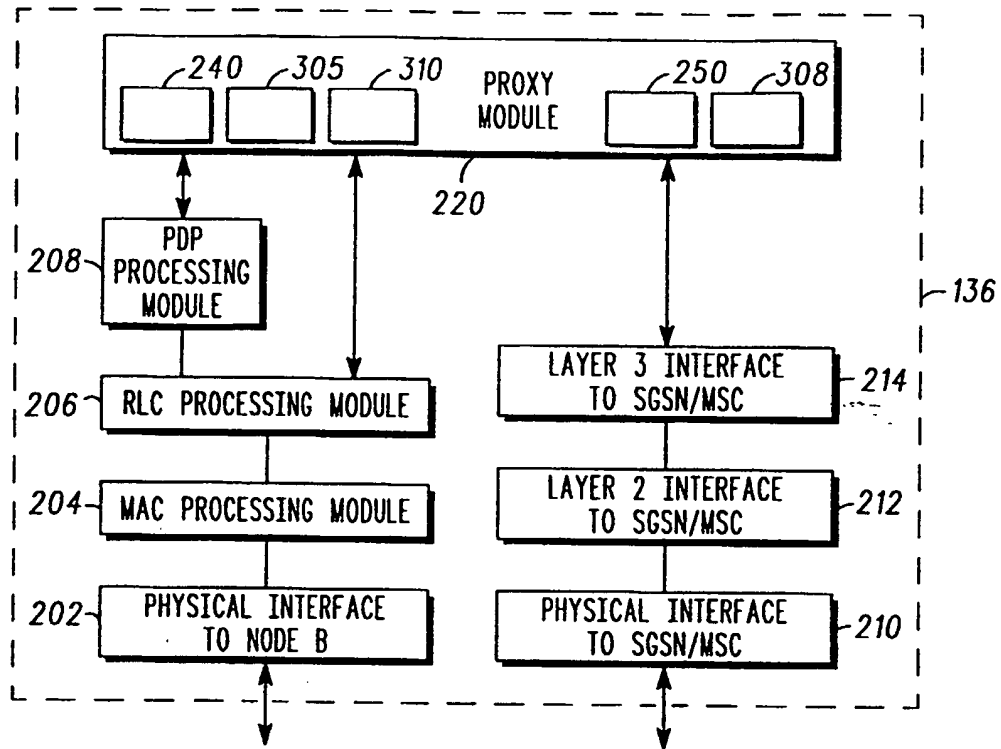 240
305
310
PROXY
MODULE
250
308
220
208
PDP
PROCESSING
MODULE
136
206
RLC PROCESSING MODULE
LAYER 3 INTERFACE
TO SGSN/MSC
214
204
MAC PROCESSING MODULE
LAYER 2 INTERFACE
TO SGSN/MSC
212
202
PHYSICAL INTERFACE
TO NODE B
PHYSICAL INTERFACE
TO SGSN/MSC
210